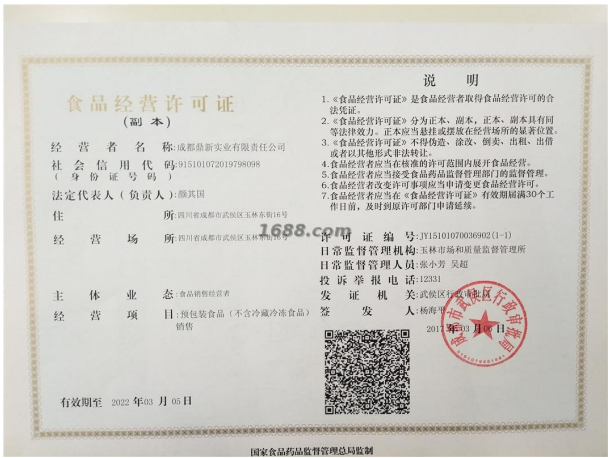 食品经营许可证
(副本)
经营者名称:成都鼎新实业有限责任公司
社会信用代码:915101072019798098
(身份证号码)
法定代表人(负责人):颜其国
住所:四川省成都市武侯区玉林东街16号
经营场所:四川省成都市武侯区玉林东街16号
主体业态:食品销售经营者
经营项目:预包装食品(不含冷藏冷冻食品)
销售
有效期至 2022 年03 月 05日
说明
1.《食品经营许可证》是食品经营者取得食品经营许可的合
法凭证。
2.《食品经营许可证》分为正本、副本,正本、副本具有同
等法律效力。正本应当悬挂或摆放在经营场所的显著位置。
3.《食品经营许可证》不得伪造、涂改、倒卖、出租、出借
或者以其他形式非法转让。
4.食品经营者应当在核准的许可范围内展开食品经营。
5.食品经营者应当接受食品药品监督管理部门的监督管理。
6.食品经营者改变许可事项应当申请变更食品经营许可。
7.食品经营者应当在《食品经营许可证》有效期届满30个工
作日前,及时到原许可部门申请延续。
许可证编号:JY15101070036902(1-1)
日常监督管理机构:玉林市场和质量监督管理所
日常监督管理人员:张小芳 吴超
投诉举报电话:12331
发证机关:武侯区行政审批局
签发人:杨海平
2017年 03 月 06 日
成都市武侯区行政审批局
1688.com
国家食品药品监督管理总局监制